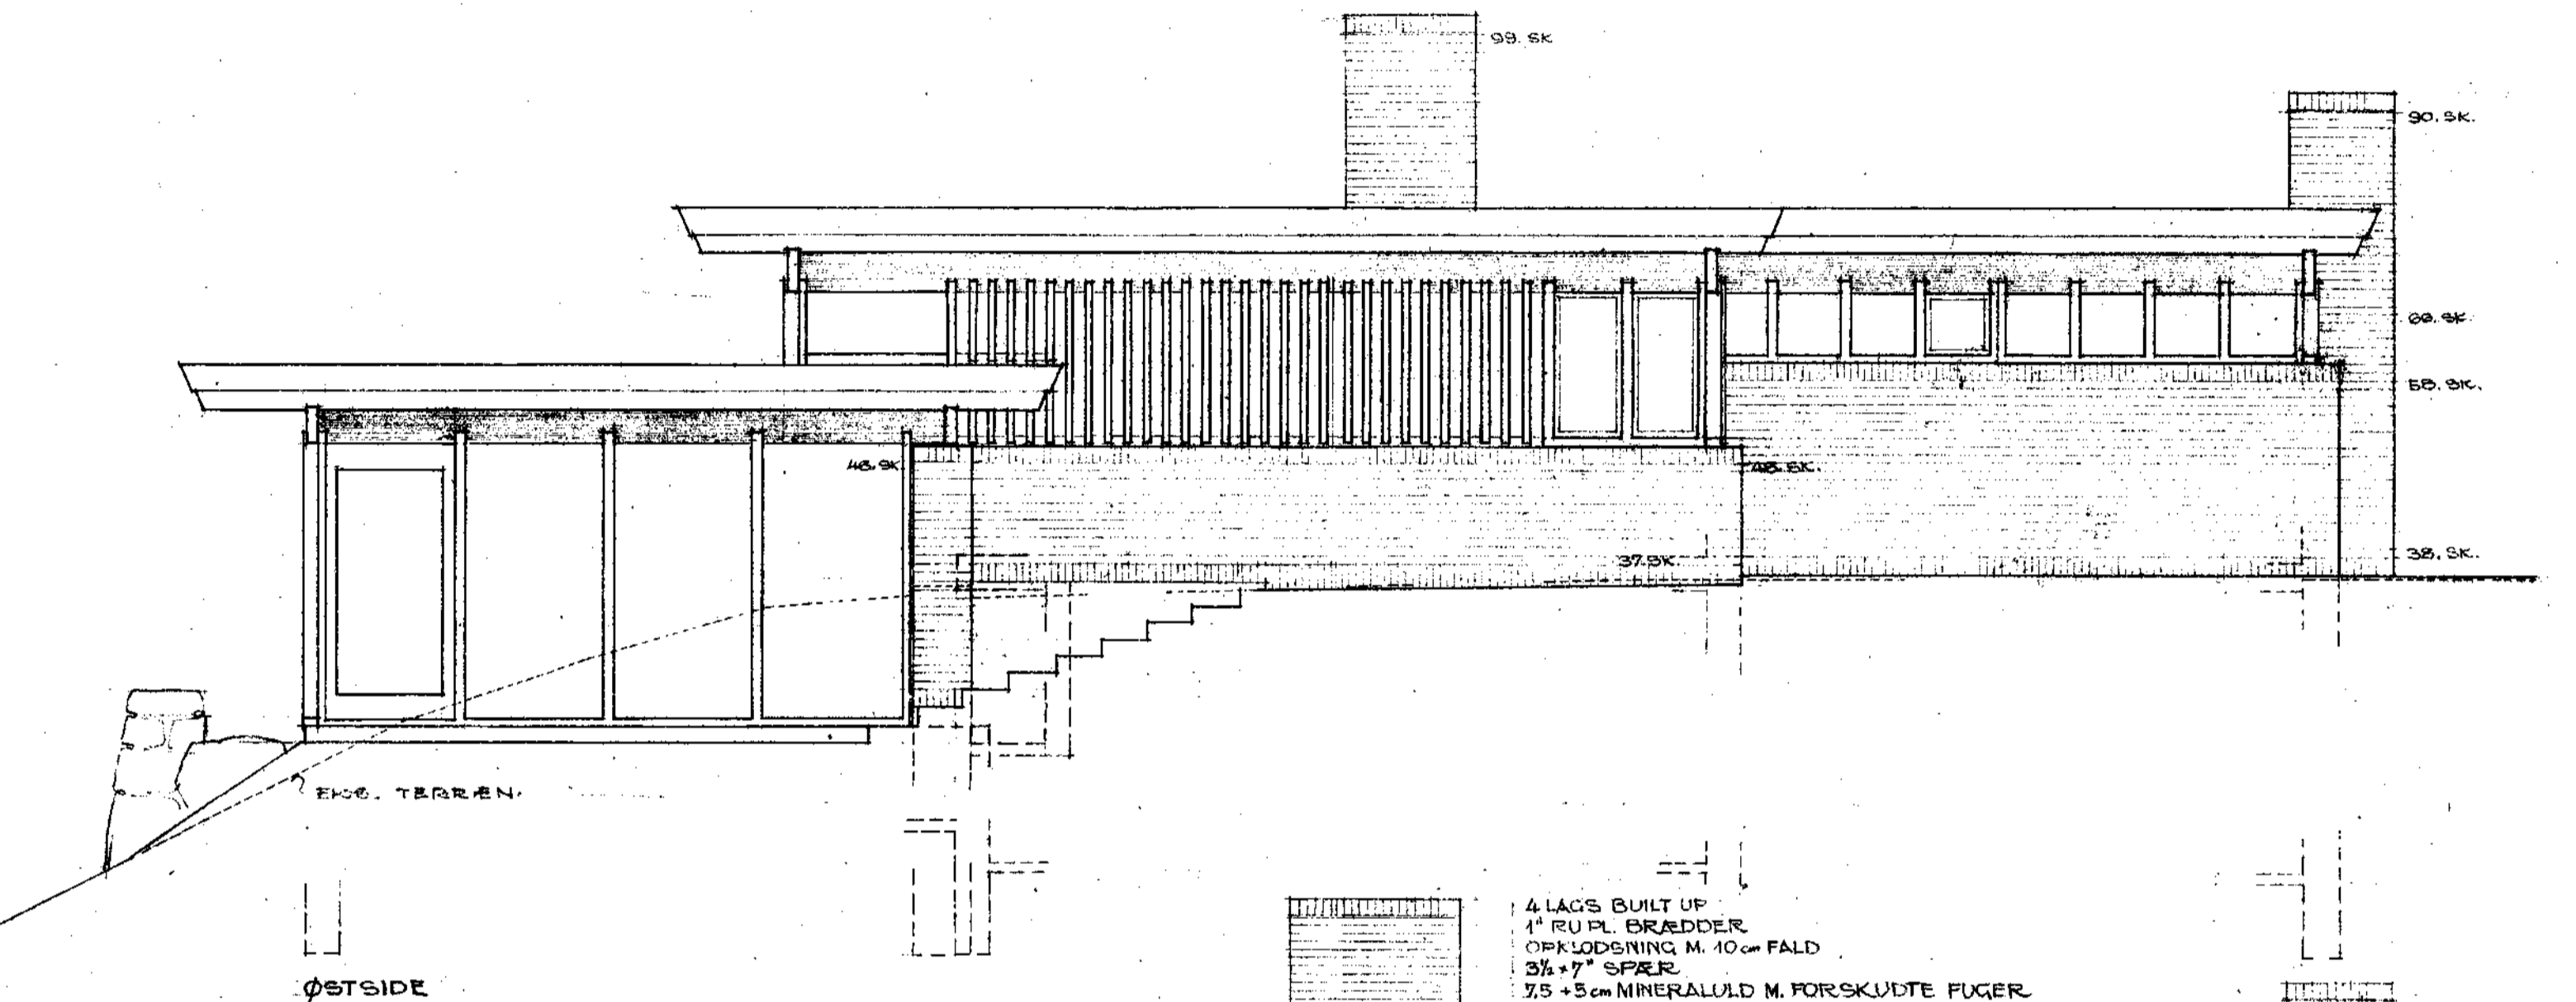 99. SK
90. SK.
66. SK.
58. SK.
48. SK
48. SK.
37. SK.
38. SK.
EKS. TERRÆN.
4 LAGS BUILT UP
1" RU PL. BRÆDDER
OPKLODSNING M. 10 cm FALD
3½ × 7" SPÆR
7,5 + 5 cm MINERALULD M. FORSKUDTE FUGER
ØSTSIDE